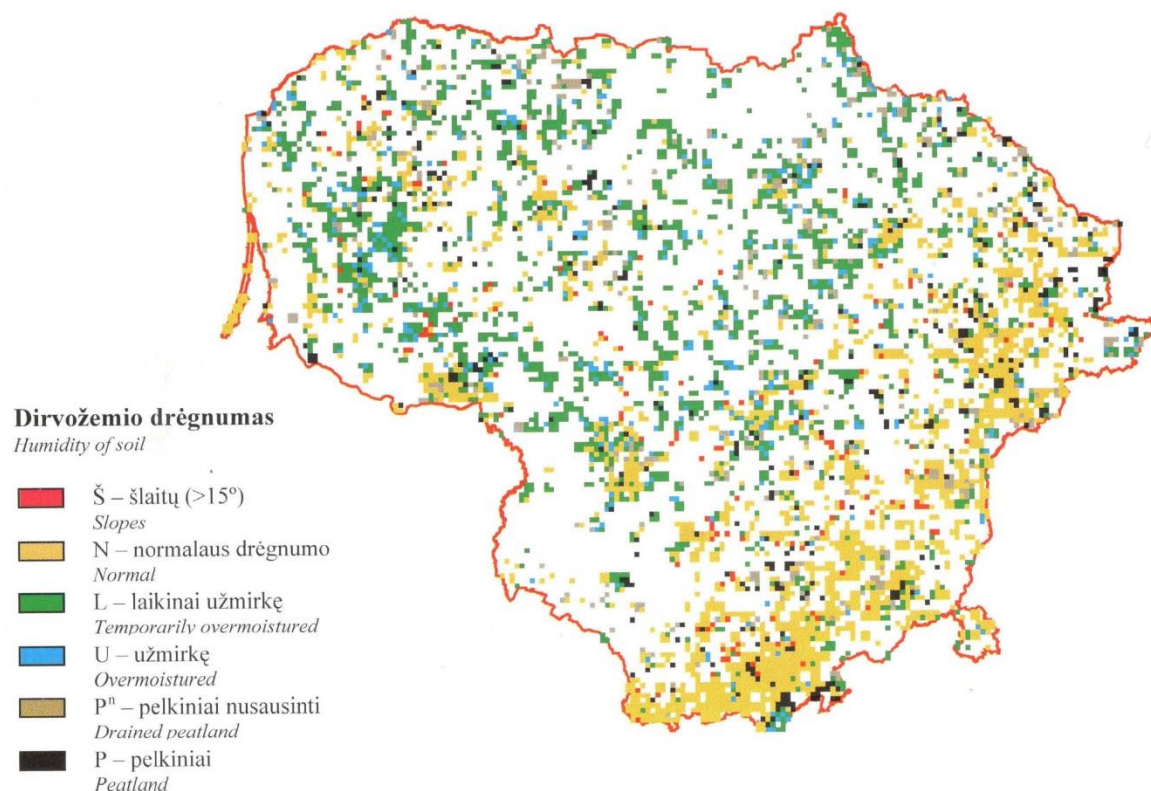 Dirvožemio drėgnumas
Humidity of soil
Š – šlaitų (>15º)
Slopes
N – normalaus drėgnumo
Normal
L – laikinai užmirkę
Temporarily overmoistured
U – užmirkę
Overmoistured
Pⁿ – pelkiniai nusausinti
Drained peatland
P – pelkiniai
Peatland